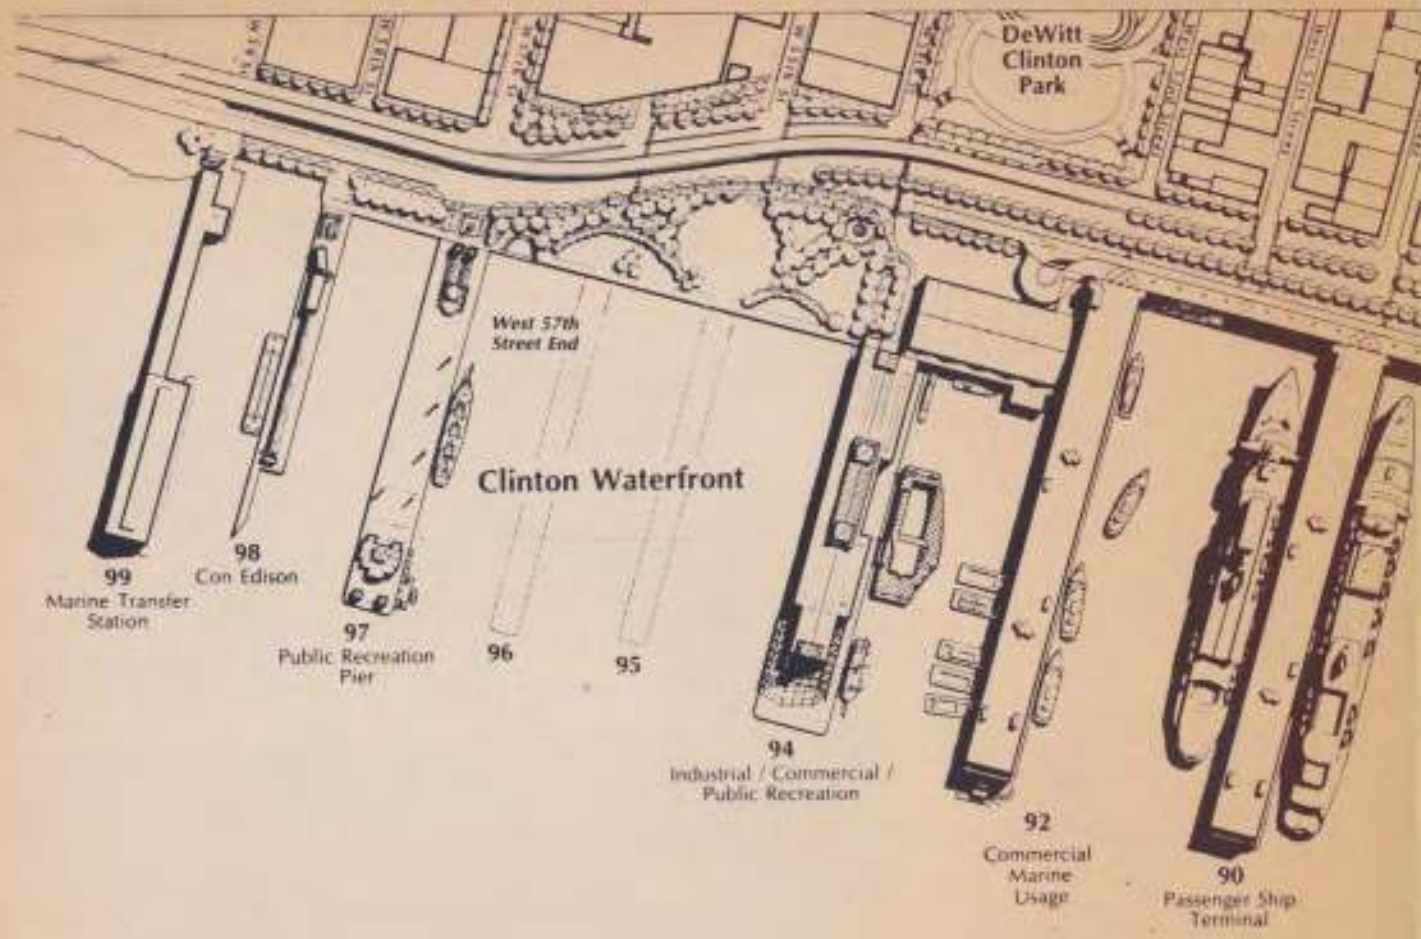 DeWitt
Clinton
Park
West 57th
Street End
Clinton Waterfront
99
Marine Transfer
Station
98
Con Edison
97
Public Recreation
Pier
96
95
94
Industrial / Commercial /
Public Recreation
92
Commercial
Marine
Usage
90
Passenger Ship
Terminal